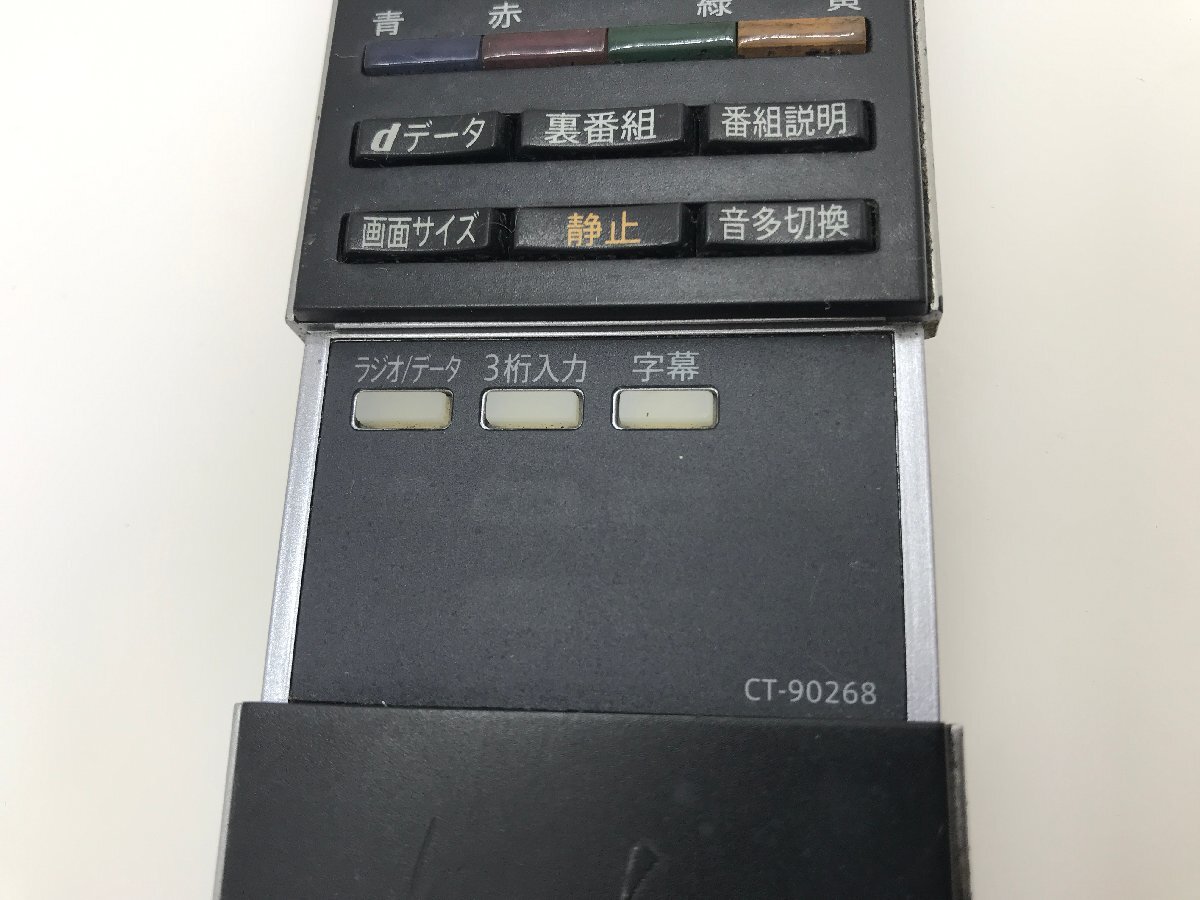 青 赤 緑 黄
dデータ 裏番組 番組説明
画面サイズ 静止 音多切換
ラジオ/データ 3桁入力 字幕
CT-90268